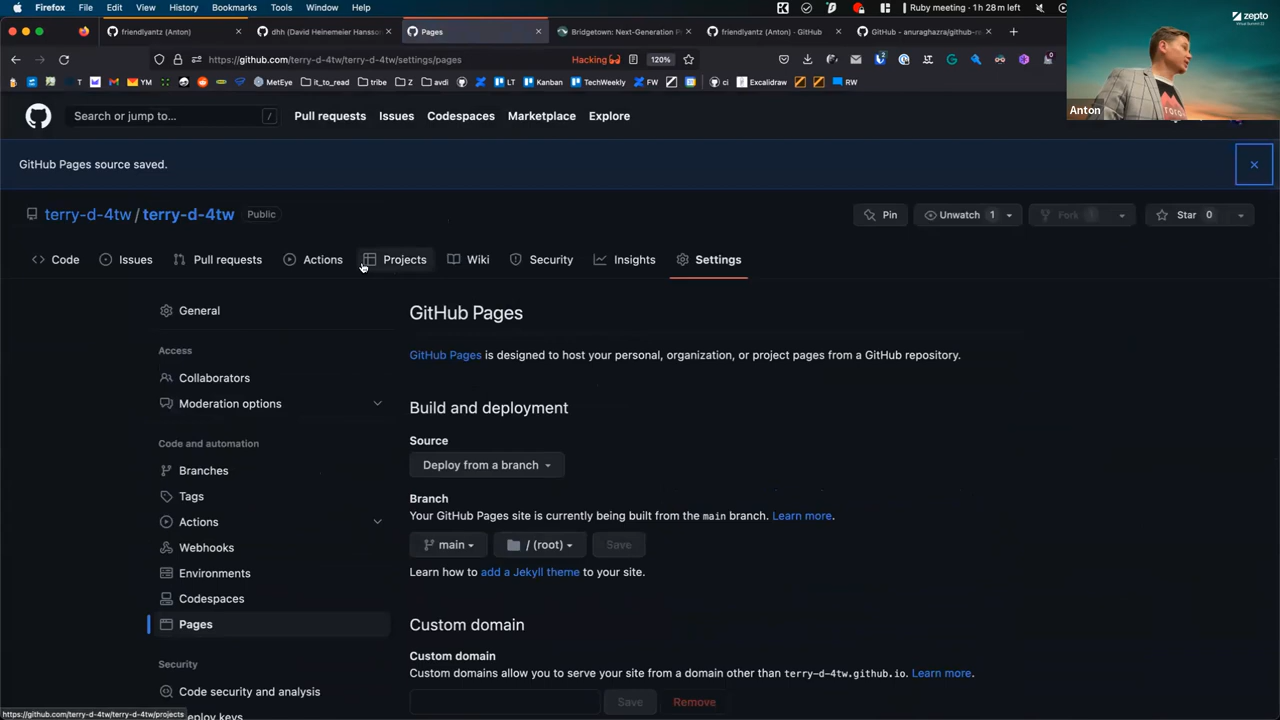 Firefox File Edit View History Bookmarks Tools Window Help
Ruby meeting · 1 h 28 m left
zepto
friendlyantz (Anton)
dhh (David Heinemeier Hansso
Pages
Bridgetown: Next-Generation P
friendlyantz (Anton) · GitHub
GitHub - anuraghazra/github-re
https://github.com/terry-d-4tw/terry-d-4tw/settings/pages
Hacking
120%
MetEye it_to_read tribe Z avdi LT Kanban TechWeekly FW ci Excalidraw RW
Anton
Search or jump to... /
Pull requests Issues Codespaces Marketplace Explore
GitHub Pages source saved.
terry-d-4tw / terry-d-4tw Public
Pin Unwatch 1 Fork 1 Star 0
Code Issues Pull requests Actions Projects Wiki Security Insights Settings
General
Access
Collaborators
Moderation options
Code and automation
Branches
Tags
Actions
Webhooks
Environments
Codespaces
Pages
Security
Code security and analysis
Deploy keys
GitHub Pages
GitHub Pages is designed to host your personal, organization, or project pages from a GitHub repository.
Build and deployment
Source
Deploy from a branch
Branch
Your GitHub Pages site is currently being built from the main branch. Learn more.
main / (root) Save
Learn how to add a Jekyll theme to your site.
Custom domain
Custom domain
Custom domains allow you to serve your site from a domain other than terry-d-4tw.github.io. Learn more.
Save Remove
https://github.com/terry-d-4tw/terry-d-4tw/projects